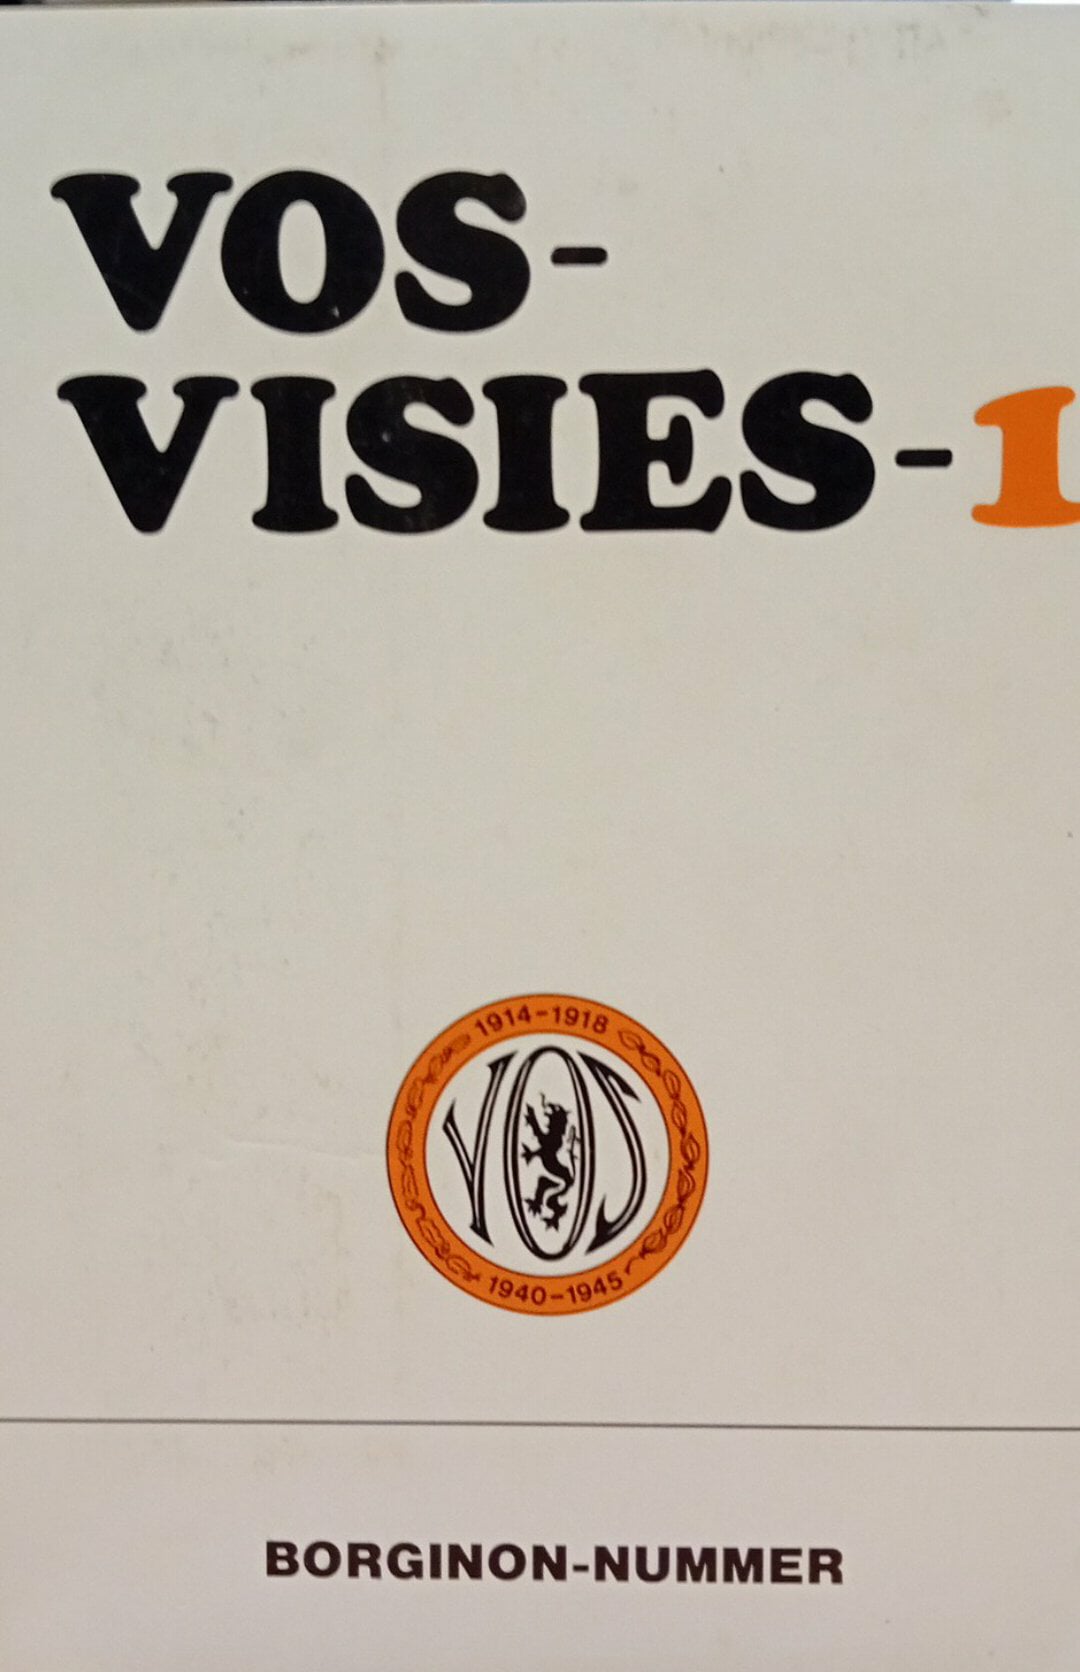 VOS-
VISIES-1
1914-1918
VOS
1940-1945
BORGINON-NUMMER